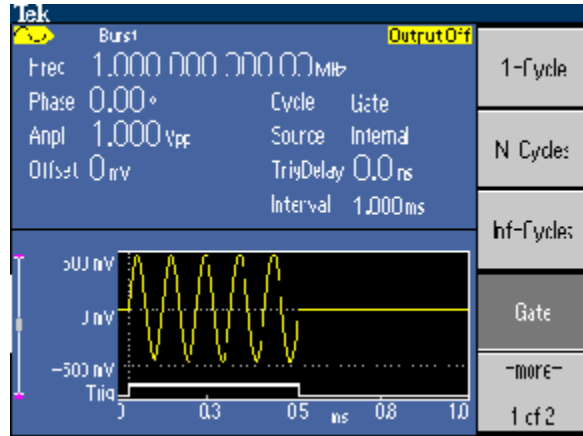 Tek
Burst
Output Off
Freq 1.000 000 000 00 MHz
Phase 0.00 °
Cycle Gate
Ampl 1.000 Vpp
Source Internal
Offset 0 mV
TrigDelay 0.0 ns
Interval 1.000 ms
1-Cycle
N-Cycles
Inf-Cycles
Gate
-more-
1 of 2
500 mV
0 mV
-500 mV
Trig
0 0.3 0.5 ms 0.8 1.0